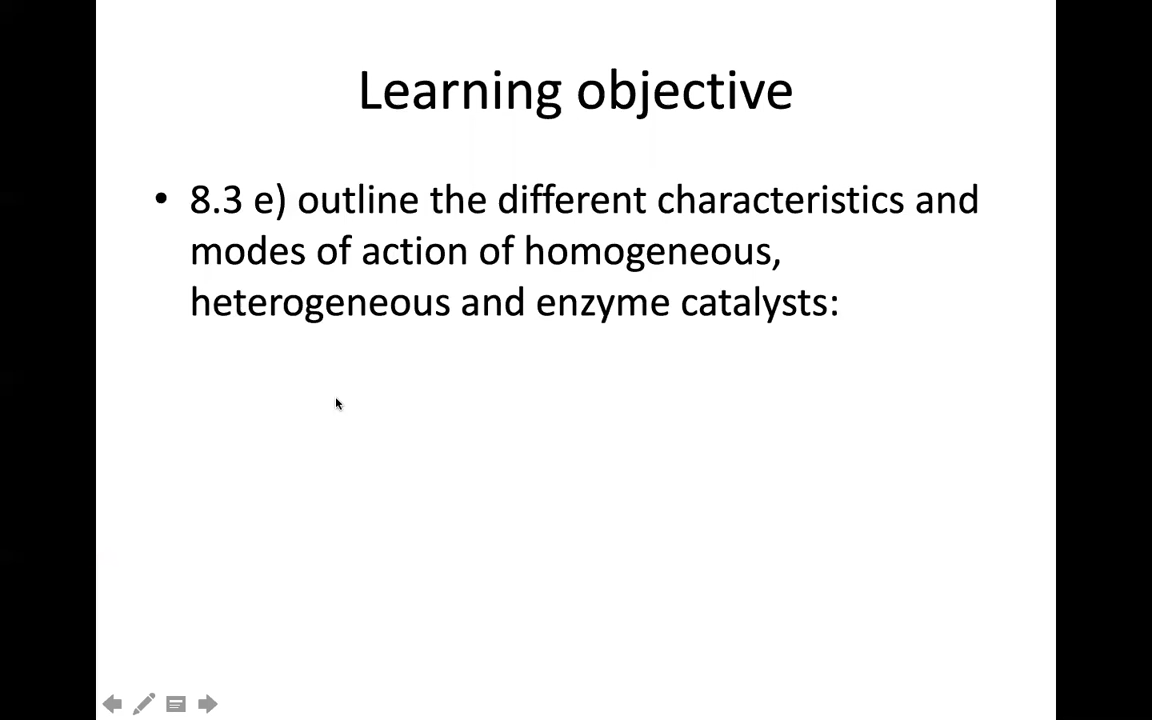 Learning objective
• 8.3 e) outline the different characteristics and
modes of action of homogeneous,
heterogeneous and enzyme catalysts: